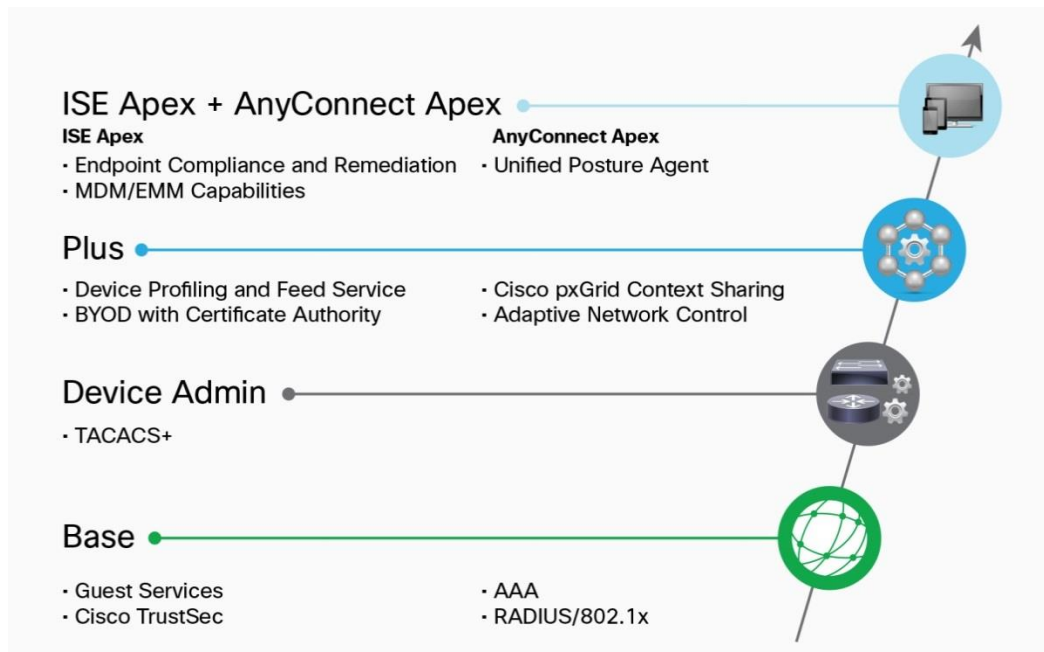 ISE Apex + AnyConnect Apex
ISE Apex
· Endpoint Compliance and Remediation
· MDM/EMM Capabilities
AnyConnect Apex
· Unified Posture Agent
Plus
· Device Profiling and Feed Service
· BYOD with Certificate Authority
· Cisco pxGrid Context Sharing
· Adaptive Network Control
Device Admin
· TACACS+
Base
· Guest Services
· Cisco TrustSec
· AAA
· RADIUS/802.1x